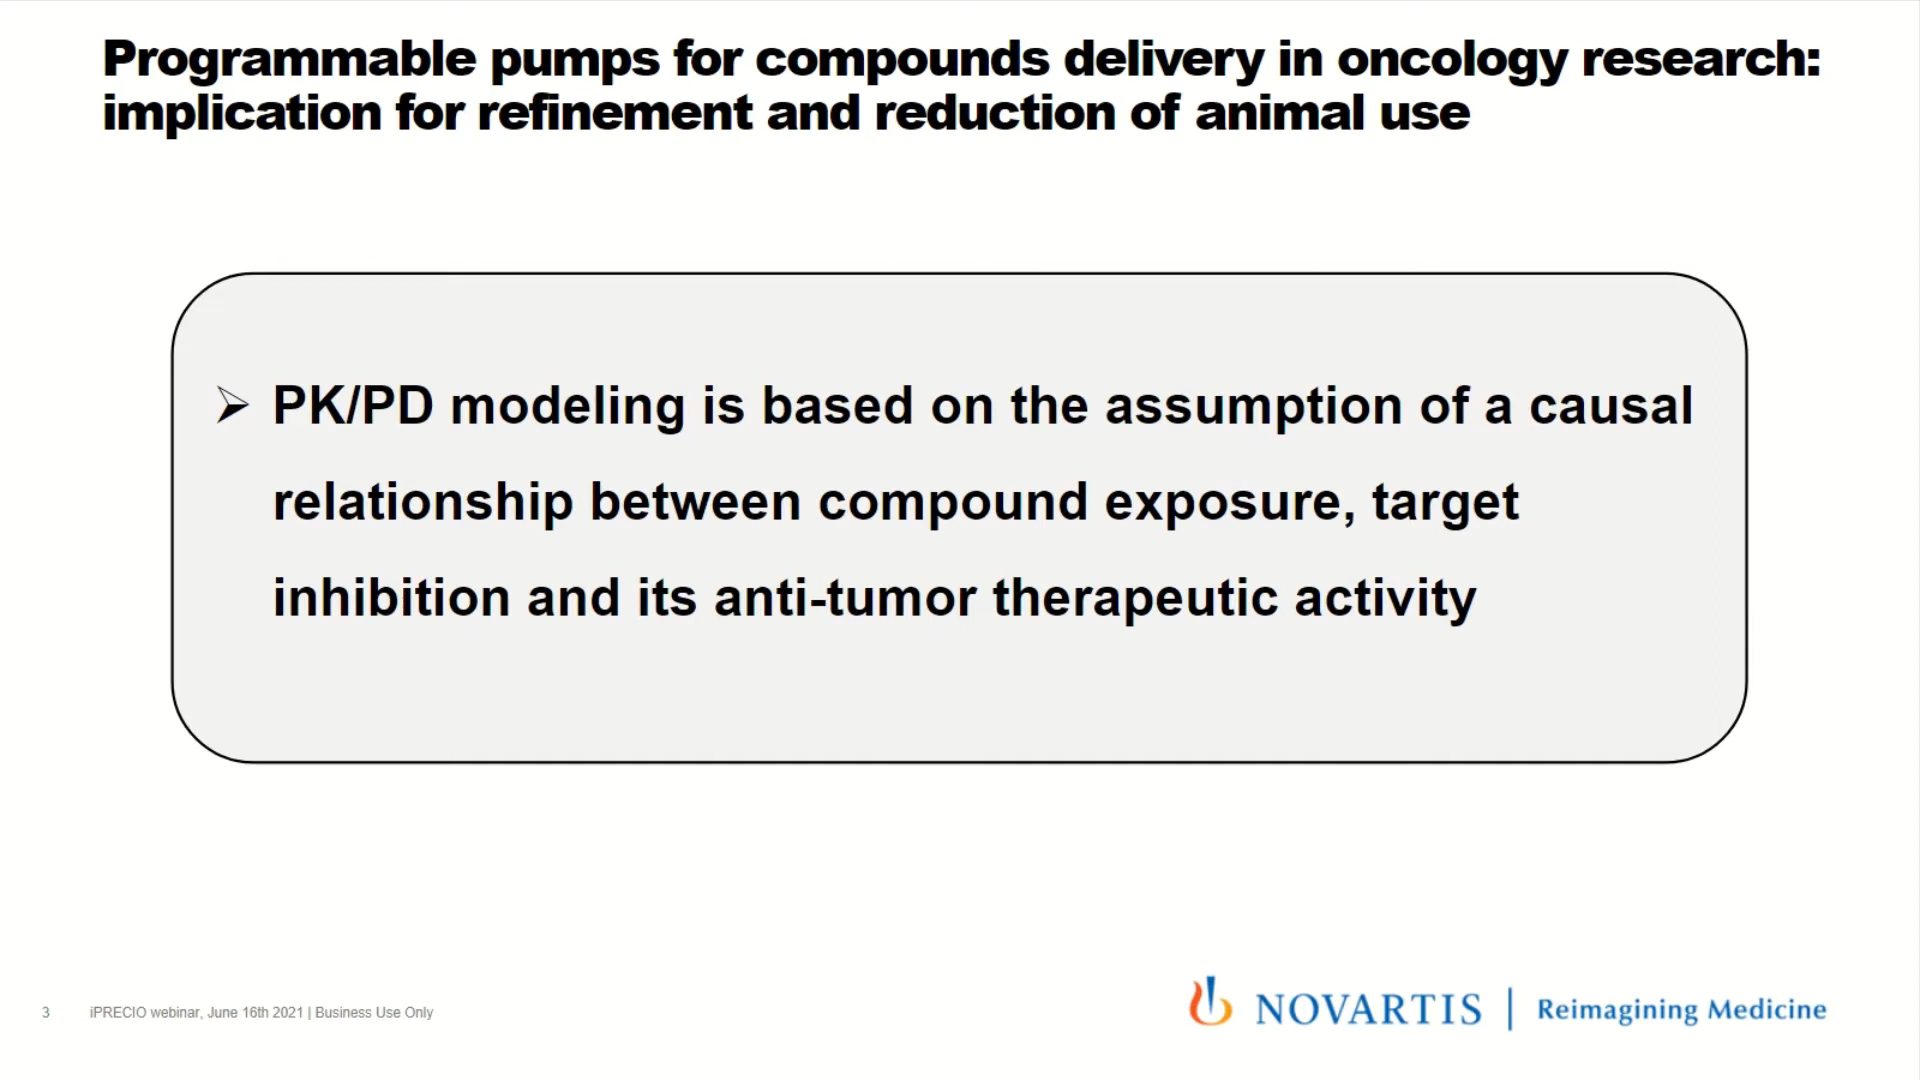 Programmable pumps for compounds delivery in oncology research:
implication for refinement and reduction of animal use
➢ PK/PD modeling is based on the assumption of a causal
relationship between compound exposure, target
inhibition and its anti-tumor therapeutic activity
3 iPRECIO webinar, June 16th 2021 | Business Use Only
NOVARTIS | Reimagining Medicine